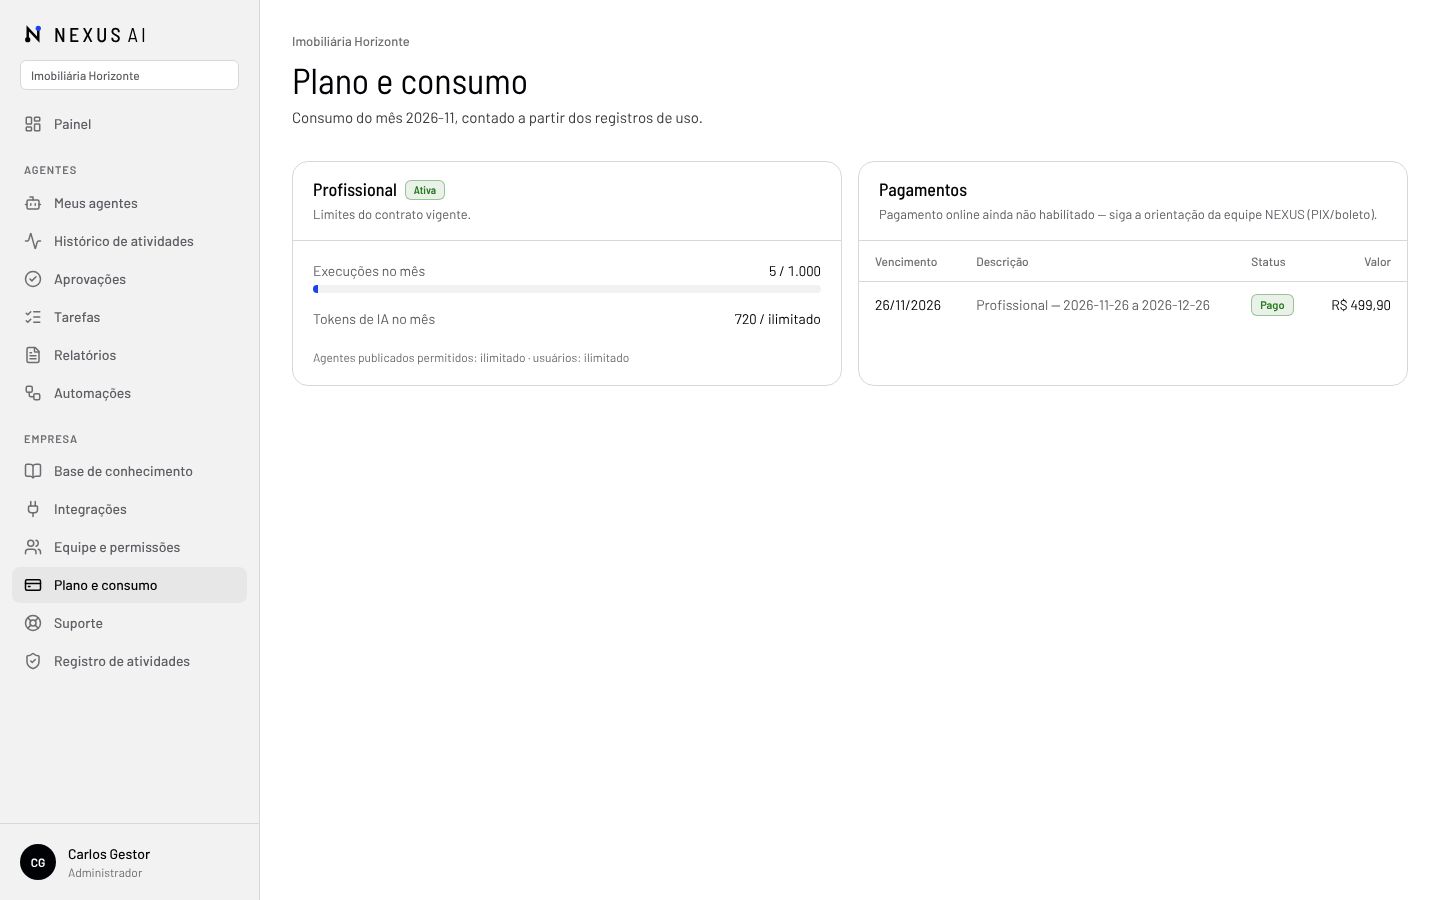 NEXUS AI
Imobiliária Horizonte
Painel
AGENTES
Meus agentes
Histórico de atividades
Aprovações
Tarefas
Relatórios
Automações
EMPRESA
Base de conhecimento
Integrações
Equipe e permissões
Plano e consumo
Suporte
Registro de atividades
CG
Carlos Gestor
Administrador
Imobiliária Horizonte
Plano e consumo
Consumo do mês 2026-11, contado a partir dos registros de uso.
Profissional Ativa
Limites do contrato vigente.
Execuções no mês 5 / 1.000
Tokens de IA no mês 720 / ilimitado
Agentes publicados permitidos: ilimitado · usuários: ilimitado
Pagamentos
Pagamento online ainda não habilitado — siga a orientação da equipe NEXUS (PIX/boleto).
Vencimento Descrição Status Valor
26/11/2026 Profissional — 2026-11-26 a 2026-12-26 Pago R$ 499,90